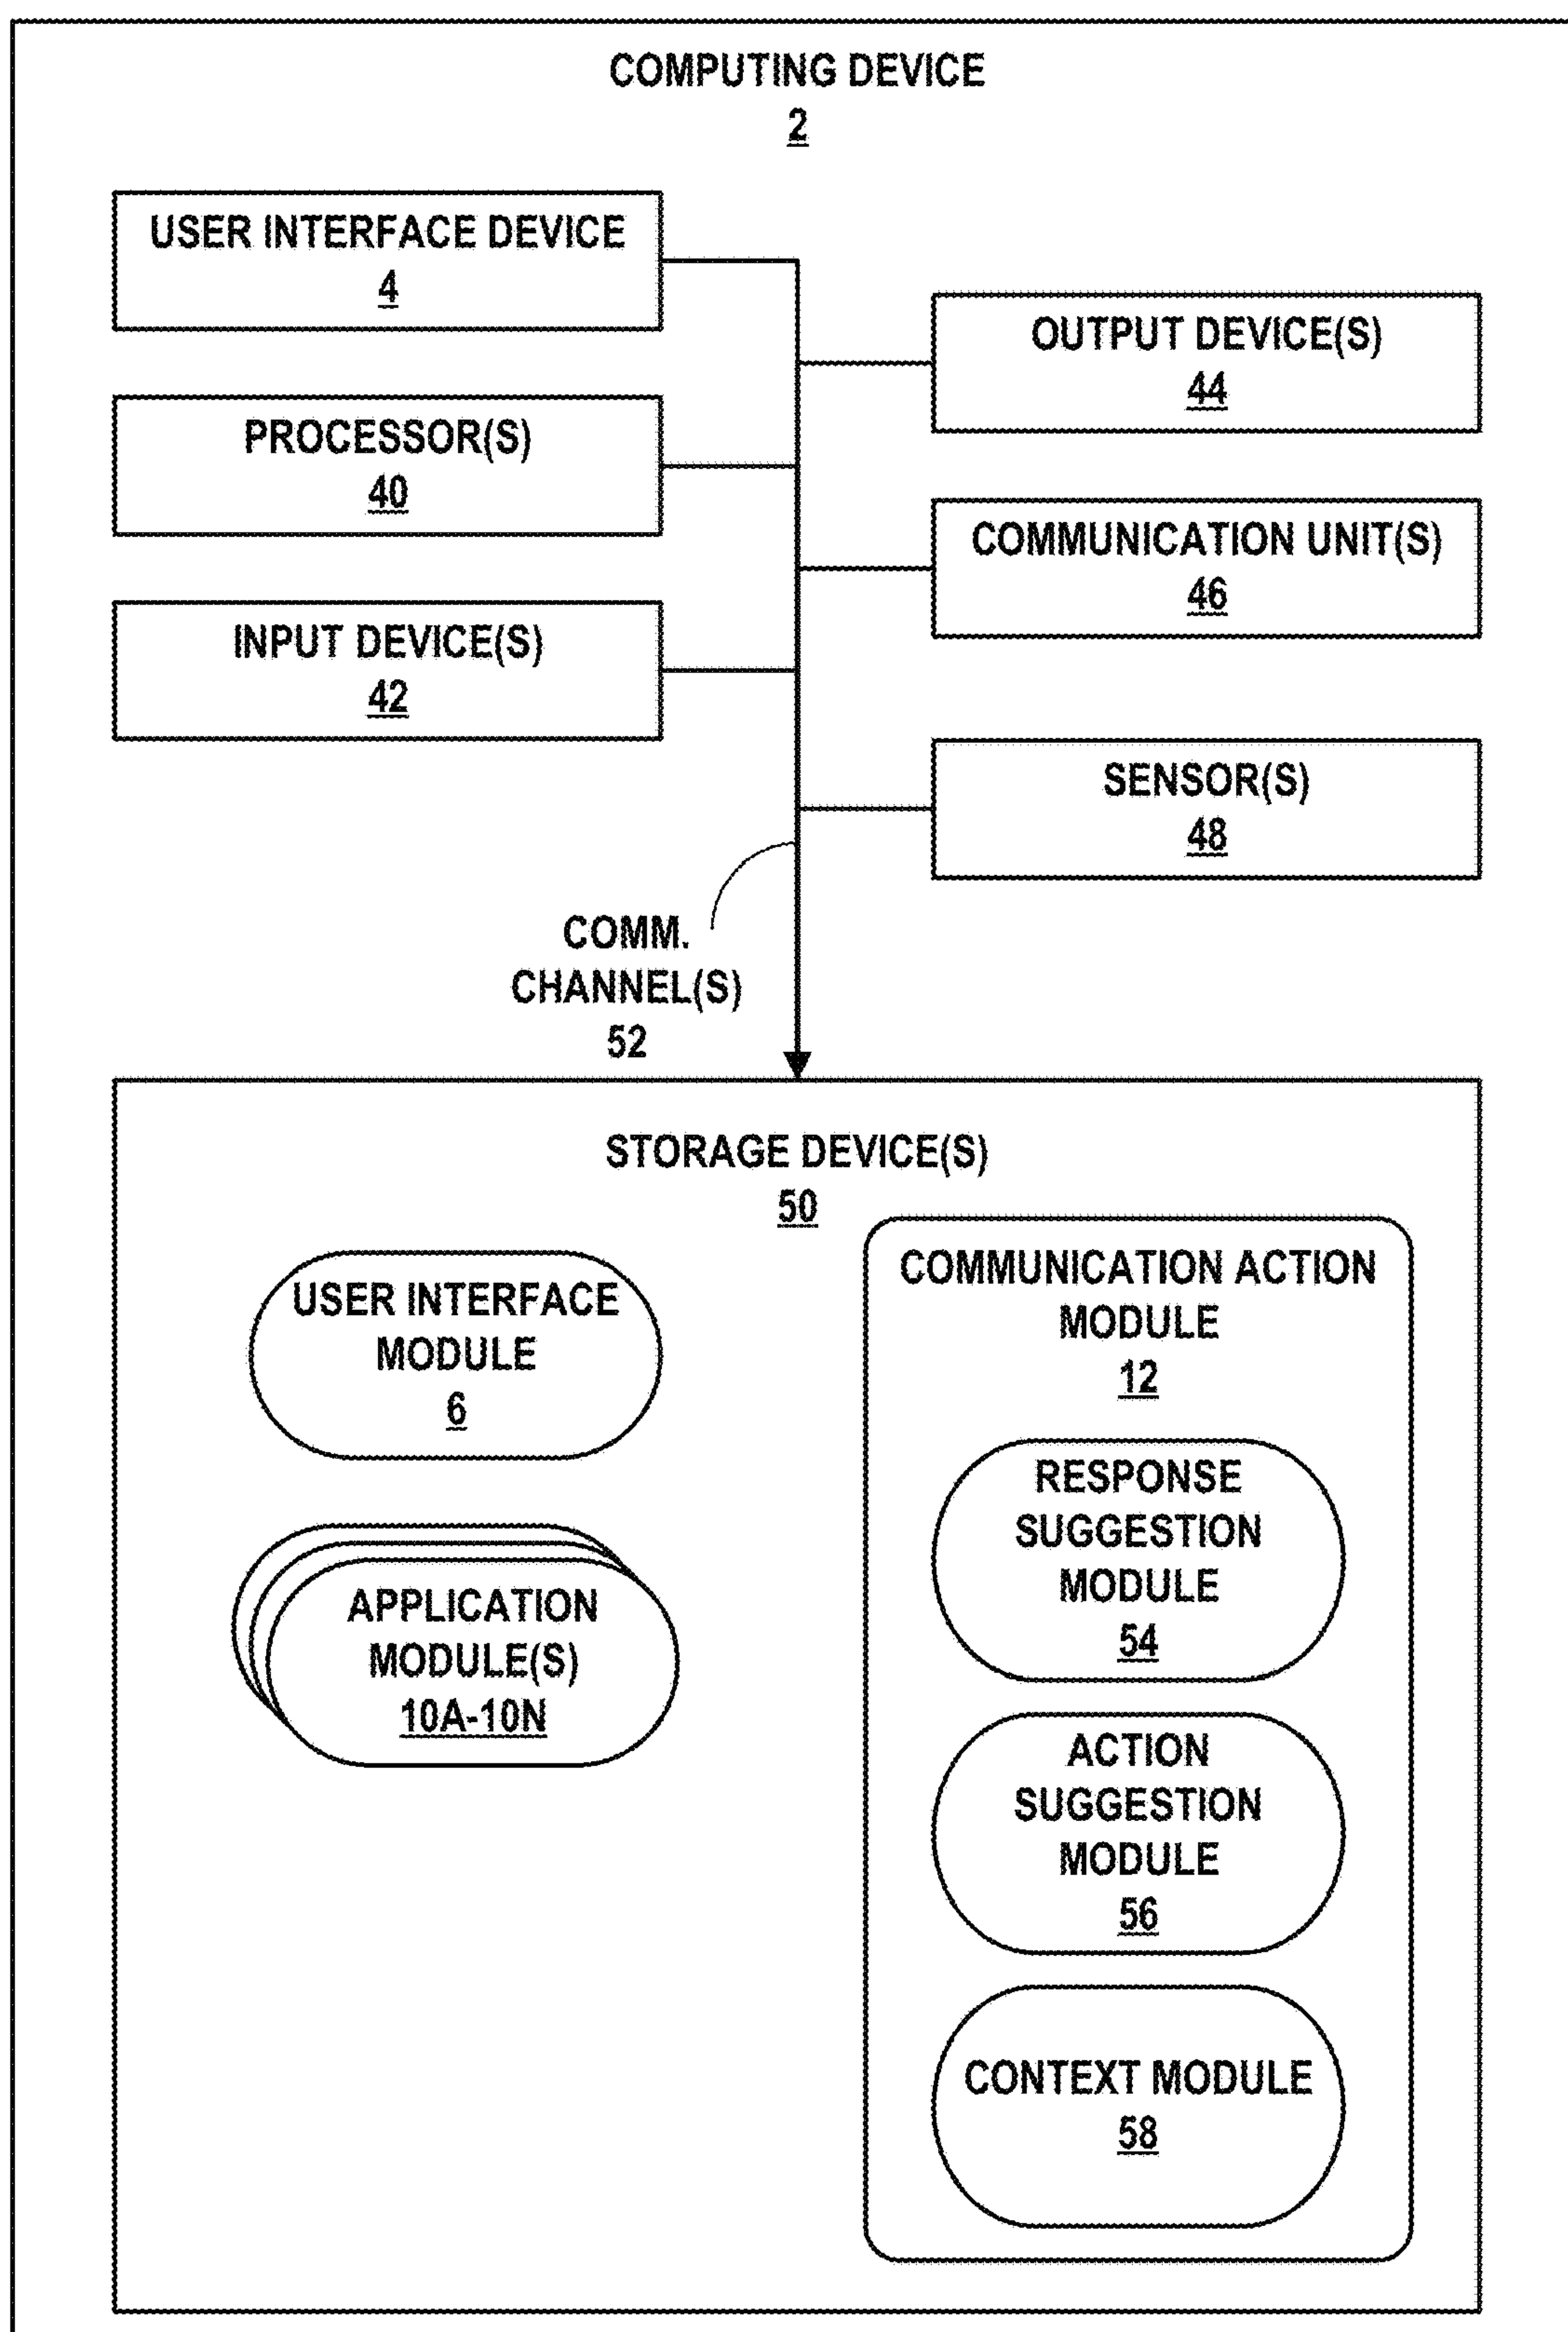 COMPUTING DEVICE
2
USER INTERFACE DEVICE
4
OUTPUT DEVICE(S)
44
PROCESSOR(S)
40
COMMUNICATION UNIT(S)
46
INPUT DEVICE(S)
42
SENSOR(S)
48
COMM.
CHANNEL(S)
52
STORAGE DEVICE(S)
50
USER INTERFACE
MODULE
6
APPLICATION
MODULE(S)
10A-10N
COMMUNICATION ACTION
MODULE
12
RESPONSE
SUGGESTION
MODULE
54
ACTION
SUGGESTION
MODULE
56
CONTEXT MODULE
58